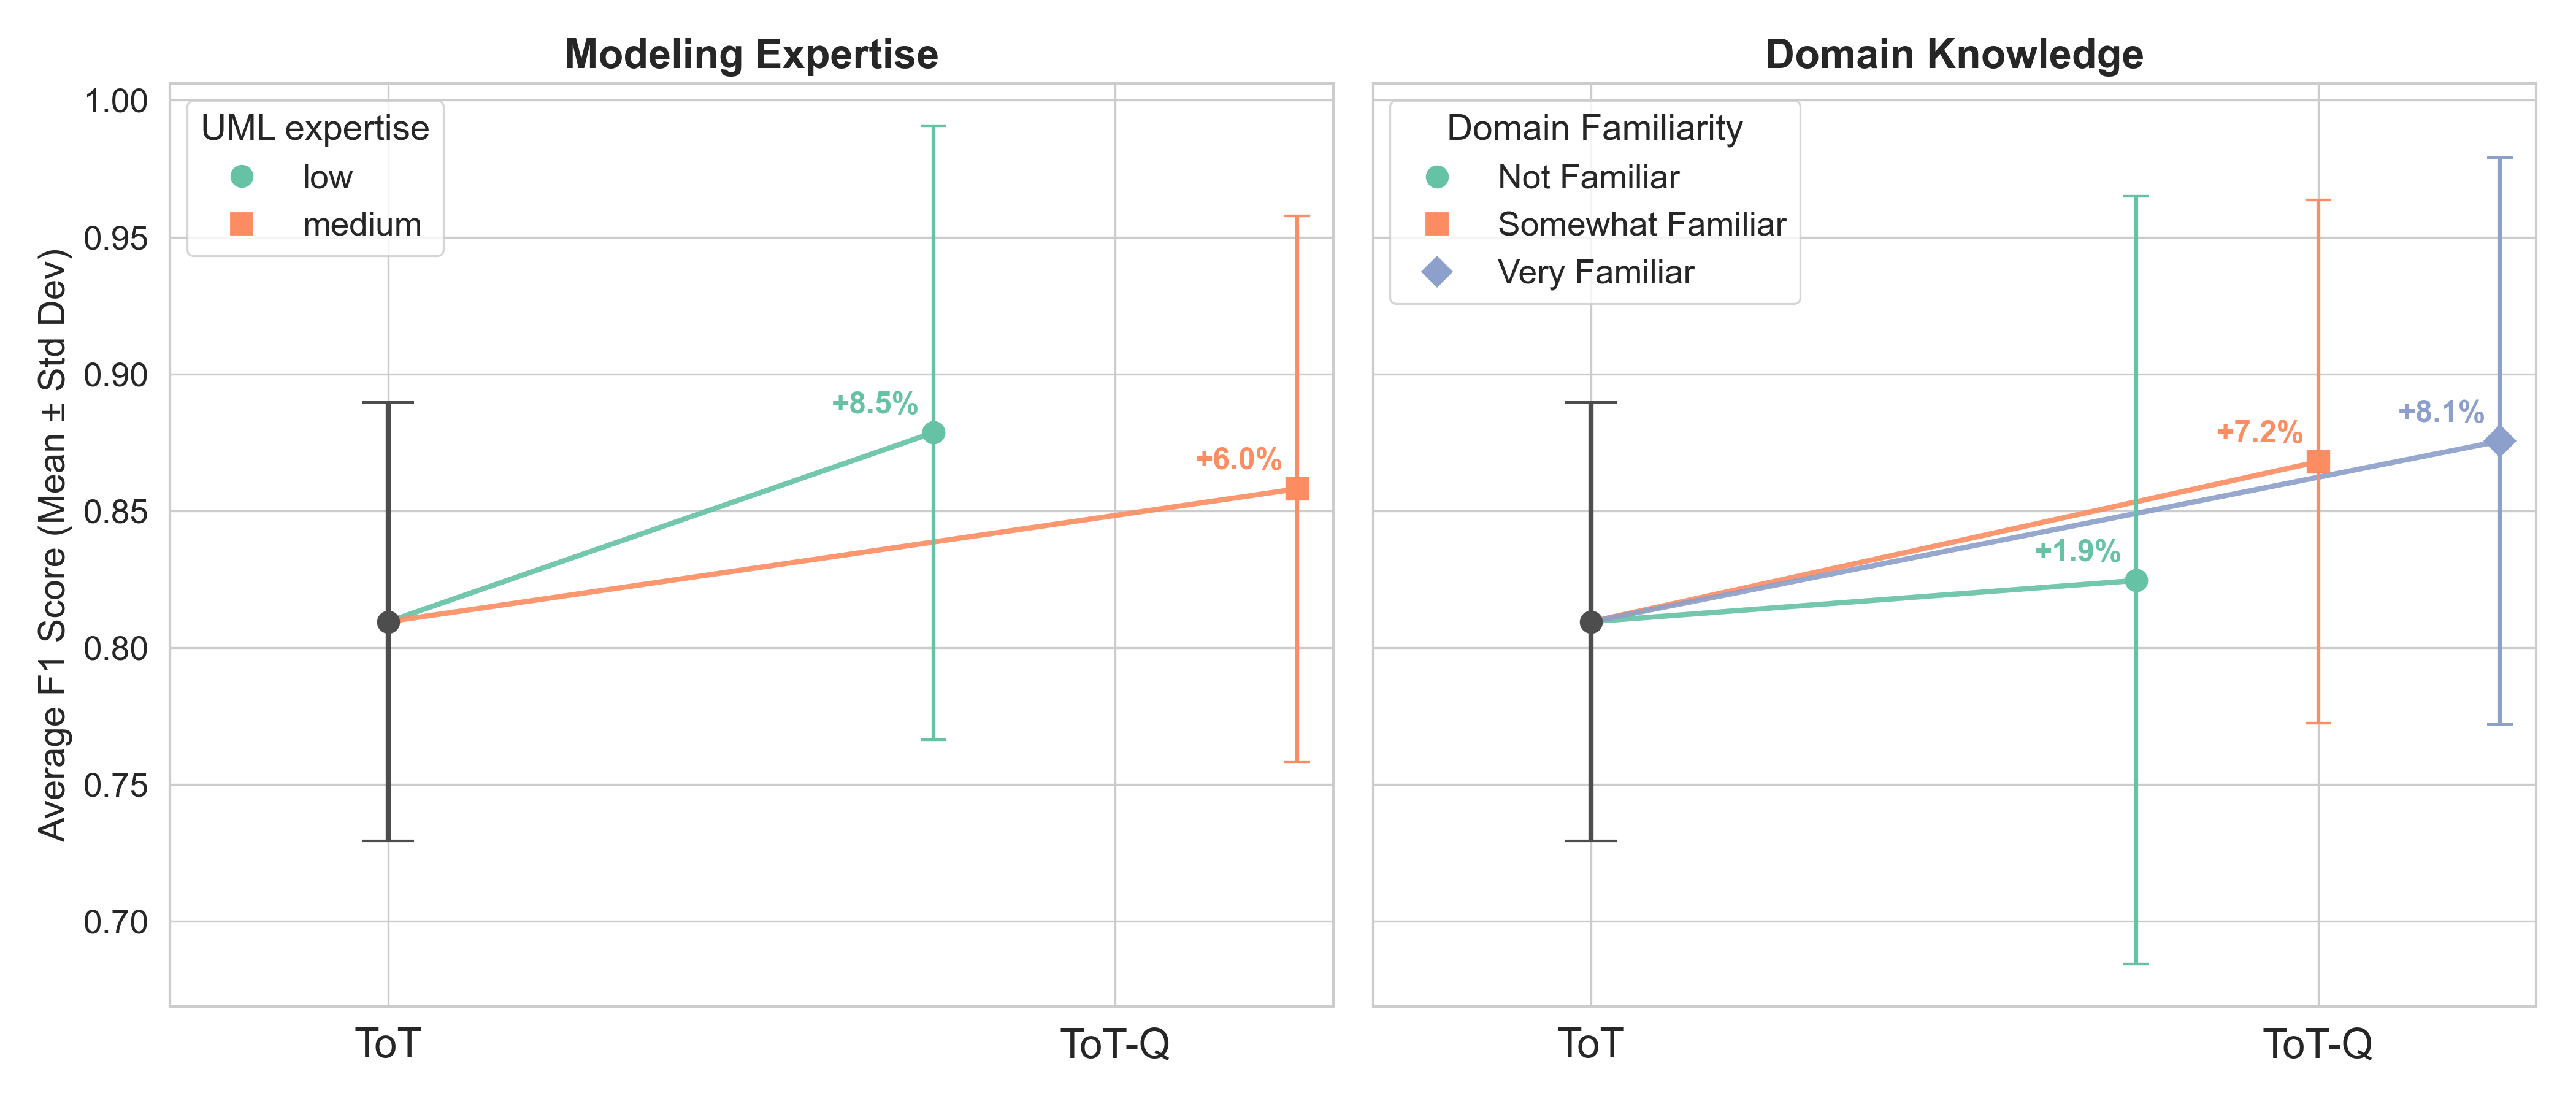 Modeling Expertise
Average F1 Score (Mean ± Std Dev)
1.00
0.95
0.90
0.85
0.80
0.75
0.70
UML expertise
low
medium
+8.5%
+6.0%
ToT
ToT-Q
Domain Knowledge
Domain Familiarity
Not Familiar
Somewhat Familiar
Very Familiar
+1.9%
+7.2%
+8.1%
ToT
ToT-Q